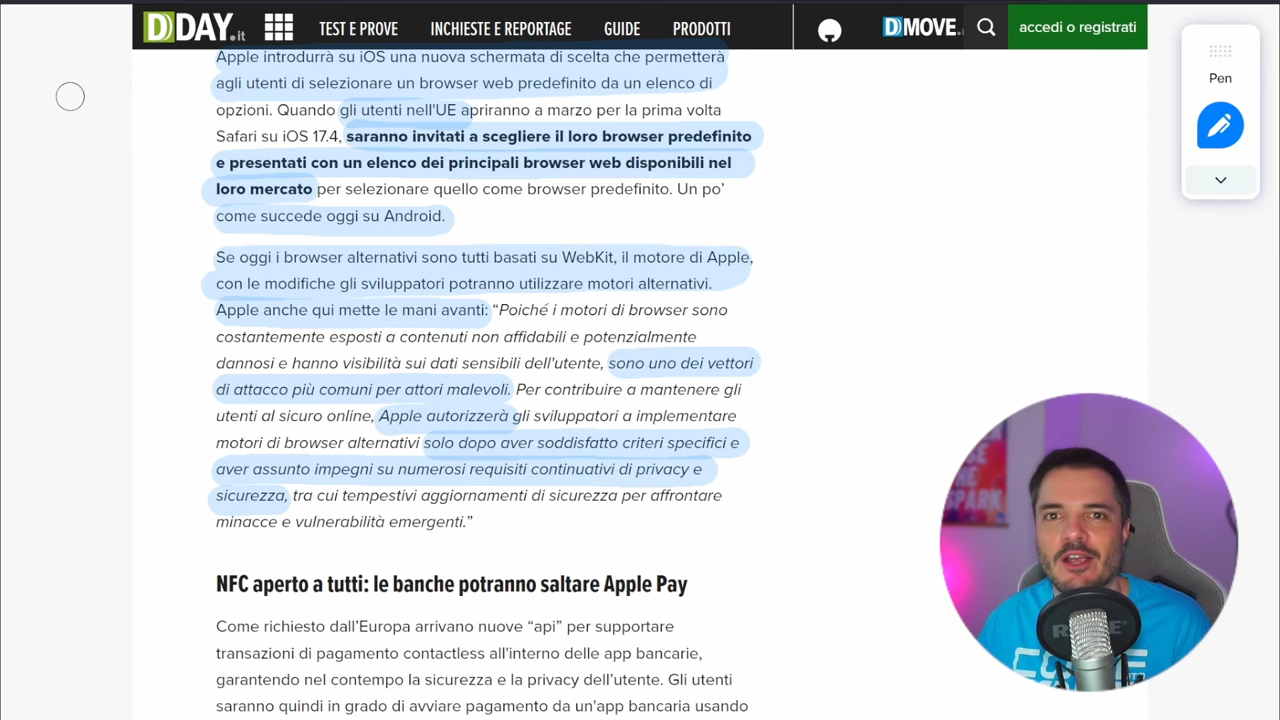 DDAY.it
TEST E PROVE
INCHIESTE E REPORTAGE
GUIDE
PRODOTTI
DMOVE.
accedi o registrati
Pen
Apple introdurrà su iOS una nuova schermata di scelta che permetterà
agli utenti di selezionare un browser web predefinito da un elenco di
opzioni. Quando gli utenti nell'UE apriranno a marzo per la prima volta
Safari su iOS 17.4, saranno invitati a scegliere il loro browser predefinito
e presentati con un elenco dei principali browser web disponibili nel
loro mercato per selezionare quello come browser predefinito. Un po’
come succede oggi su Android.
Se oggi i browser alternativi sono tutti basati su WebKit, il motore di Apple,
con le modifiche gli sviluppatori potranno utilizzare motori alternativi.
Apple anche qui mette le mani avanti: “Poiché i motori di browser sono
costantemente esposti a contenuti non affidabili e potenzialmente
dannosi e hanno visibilità sui dati sensibili dell'utente, sono uno dei vettori
di attacco più comuni per attori malevoli. Per contribuire a mantenere gli
utenti al sicuro online, Apple autorizzerà gli sviluppatori a implementare
motori di browser alternativi solo dopo aver soddisfatto criteri specifici e
aver assunto impegni su numerosi requisiti continuativi di privacy e
sicurezza, tra cui tempestivi aggiornamenti di sicurezza per affrontare
minacce e vulnerabilità emergenti.”
NFC aperto a tutti: le banche potranno saltare Apple Pay
Come richiesto dall’Europa arrivano nuove “api” per supportare
transazioni di pagamento contactless all'interno delle app bancarie,
garantendo nel contempo la sicurezza e la privacy dell’utente. Gli utenti
saranno quindi in grado di avviare pagamento da un'app bancaria usando